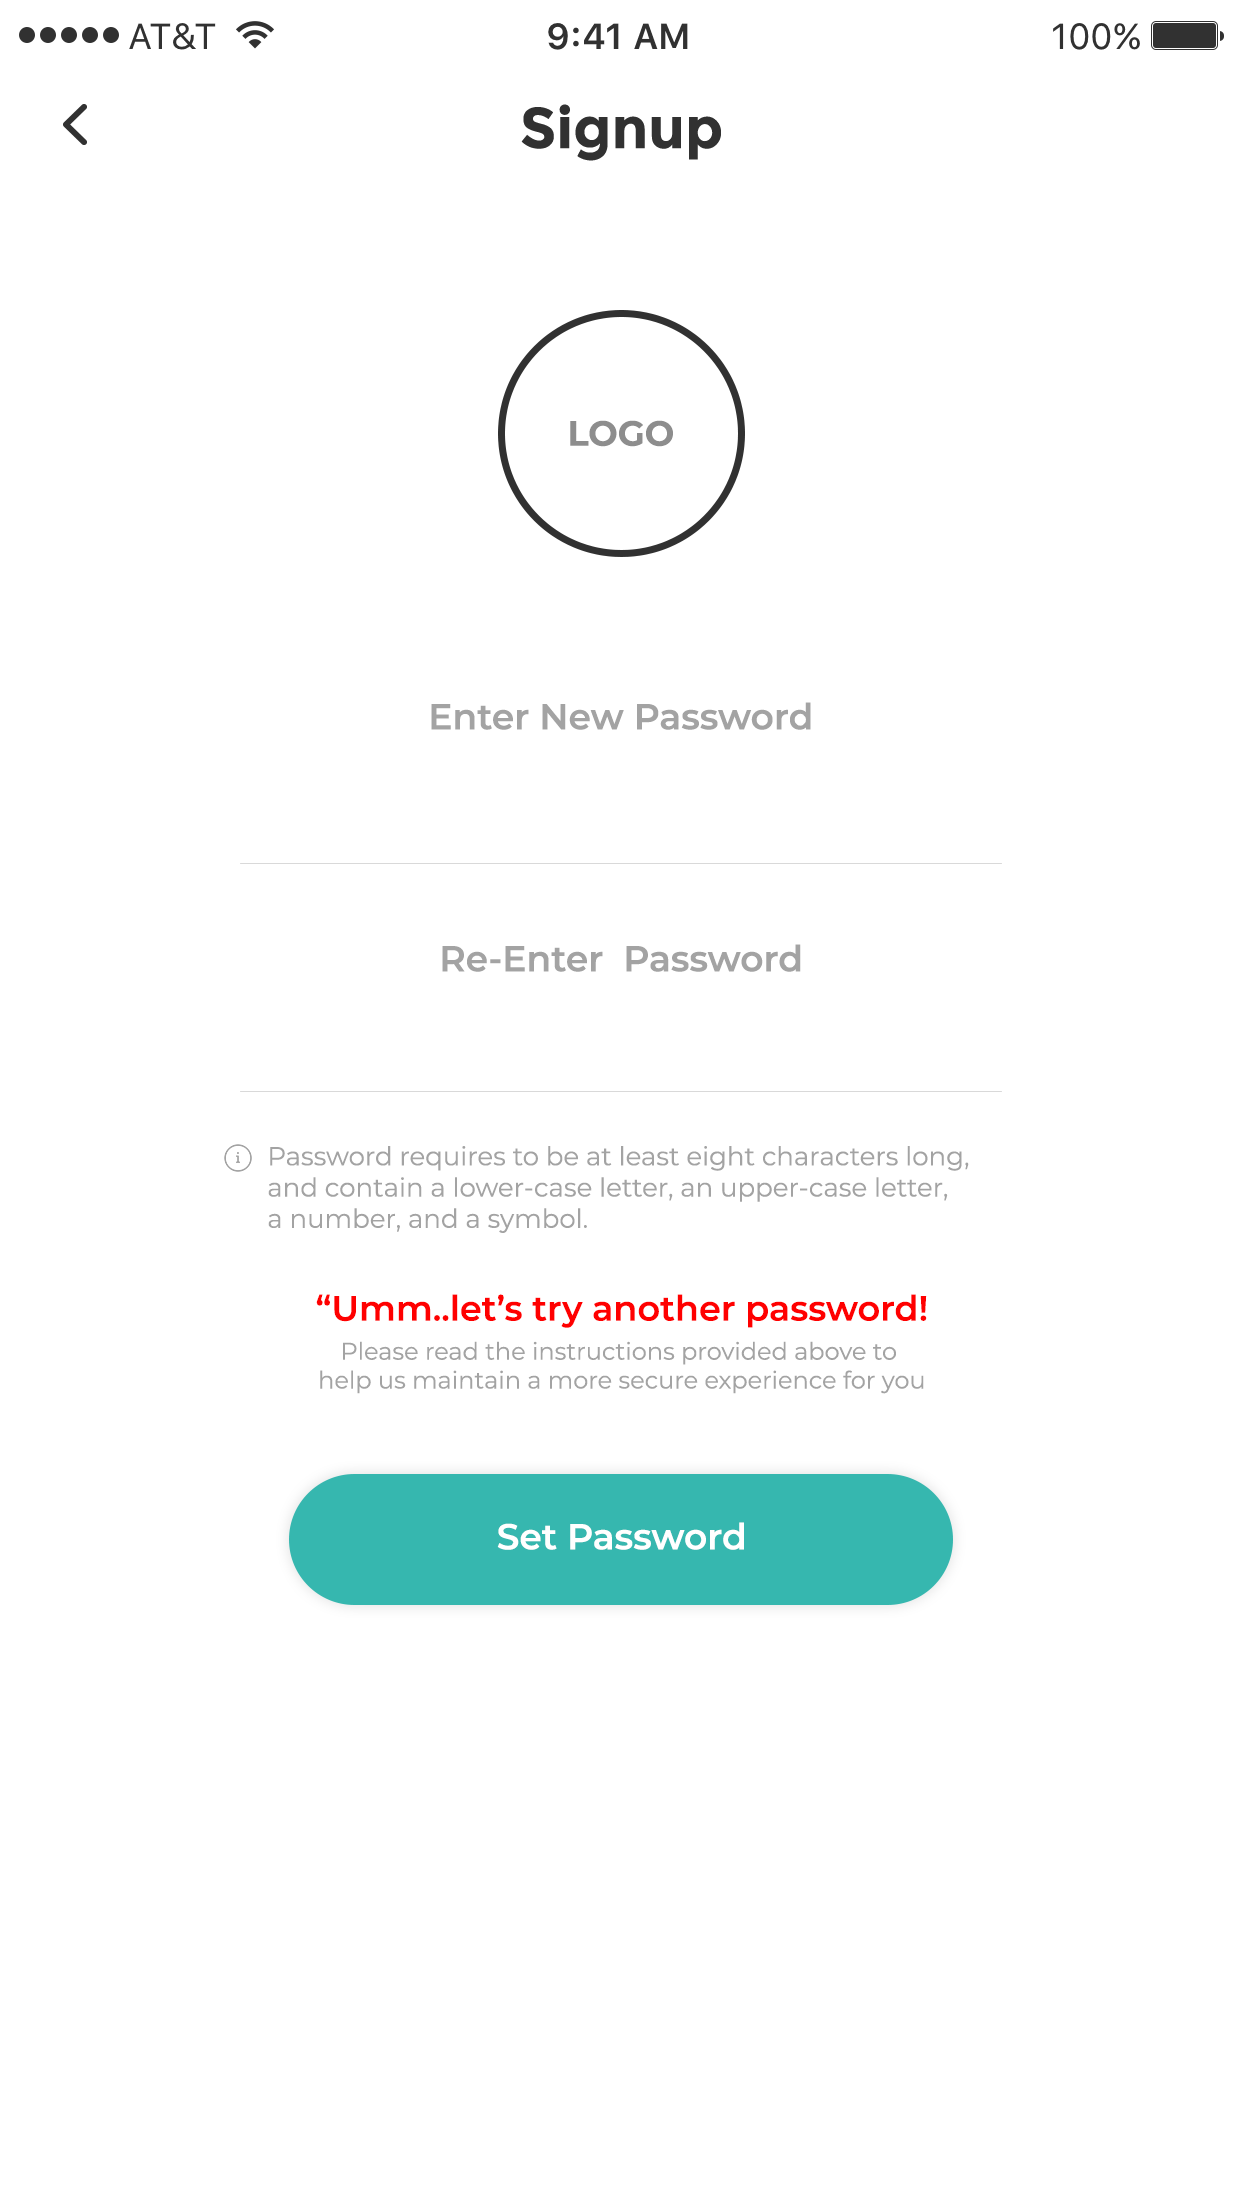 AT&T 9:41 AM 100%
Signup
LOGO
Enter New Password
Re-Enter  Password
i Password requires to be at least eight characters long,
and contain a lower-case letter, an upper-case letter,
a number, and a symbol.
“Umm..let’s try another password!
Please read the instructions provided above to
help us maintain a more secure experience for you
Set Password